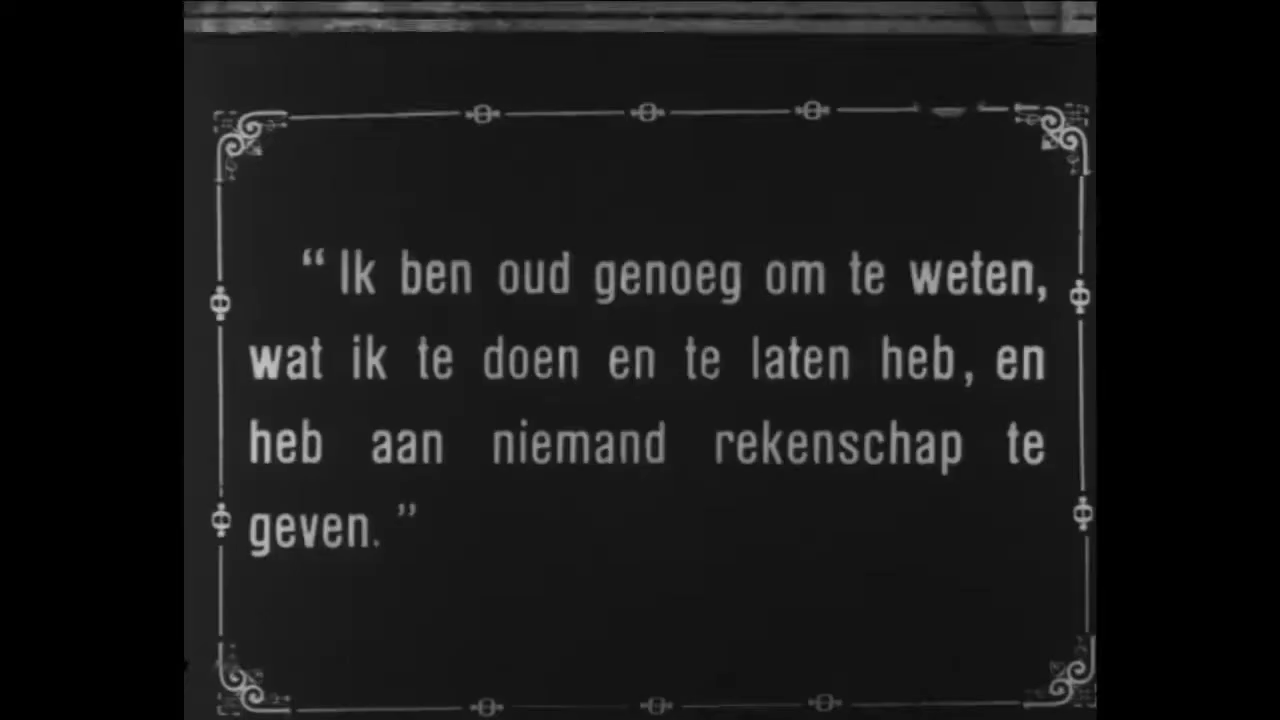 “Ik ben oud genoeg om te weten,
wat ik te doen en te laten heb, en
heb aan niemand rekenschap te
geven.”